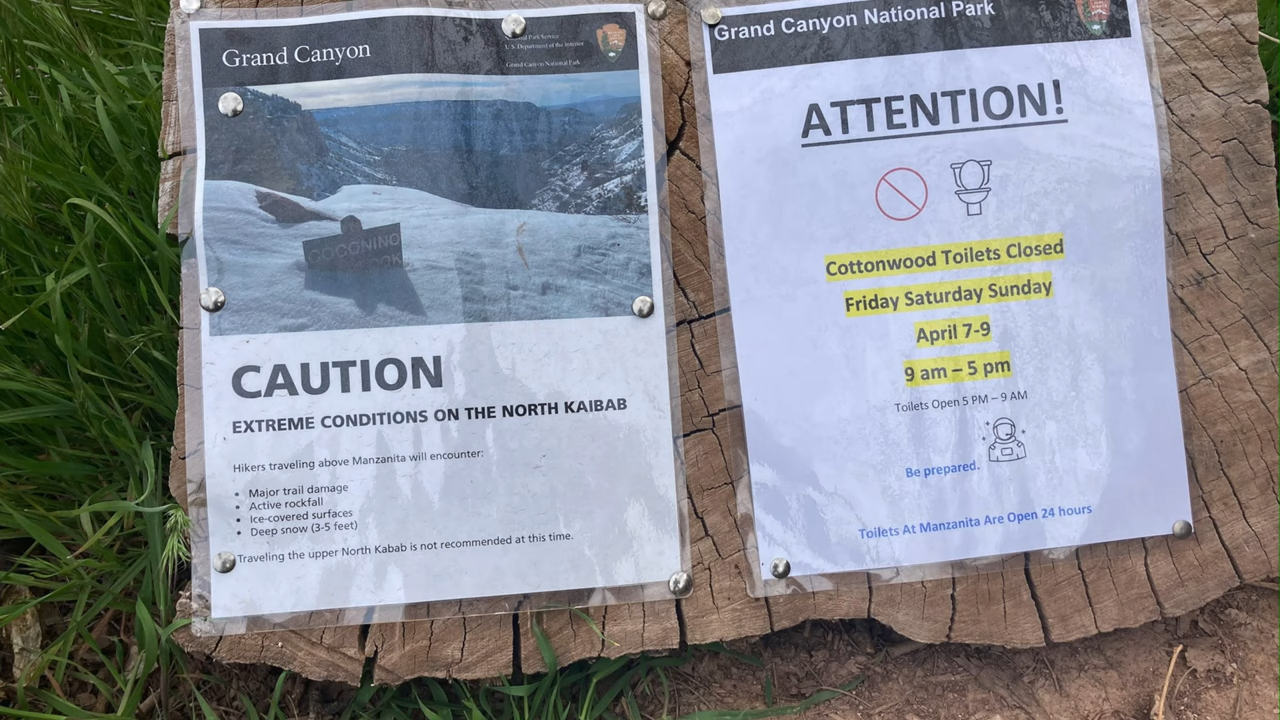 Grand Canyon
National Park Service
U.S. Department of the Interior
Grand Canyon National Park
COCONINO
CAUTION
EXTREME CONDITIONS ON THE NORTH KAIBAB
Hikers traveling above Manzanita will encounter:
• Major trail damage
• Active rockfall
• Ice-covered surfaces
• Deep snow (3-5 feet)
Traveling the upper North Kabab is not recommended at this time.
Grand Canyon National Park
ATTENTION!
Cottonwood Toilets Closed
Friday Saturday Sunday
April 7-9
9 am – 5 pm
Toilets Open 5 PM – 9 AM
Be prepared.
Toilets At Manzanita Are Open 24 hours